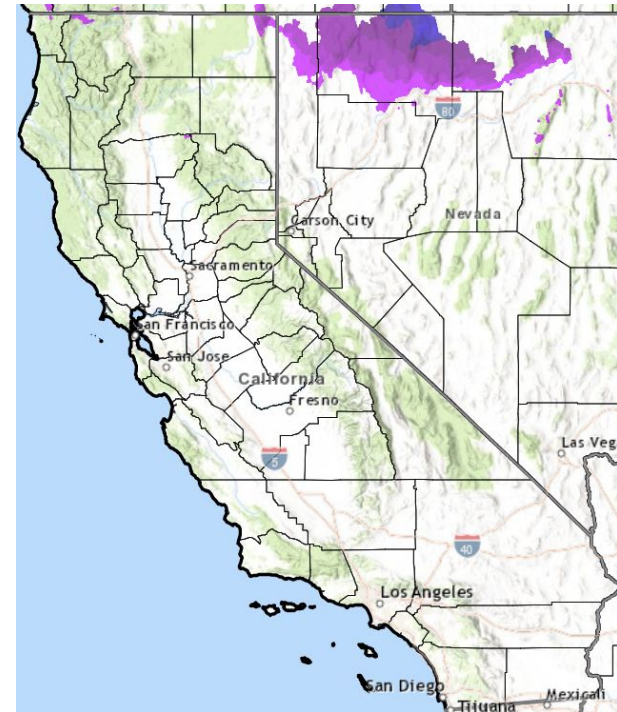 80
Carson City
Nevada
Sacramento
San Francisco
San Jose
California
Fresno
Las Veg
5
40
Los Angeles
San Diego
Tijuana
Mexicali